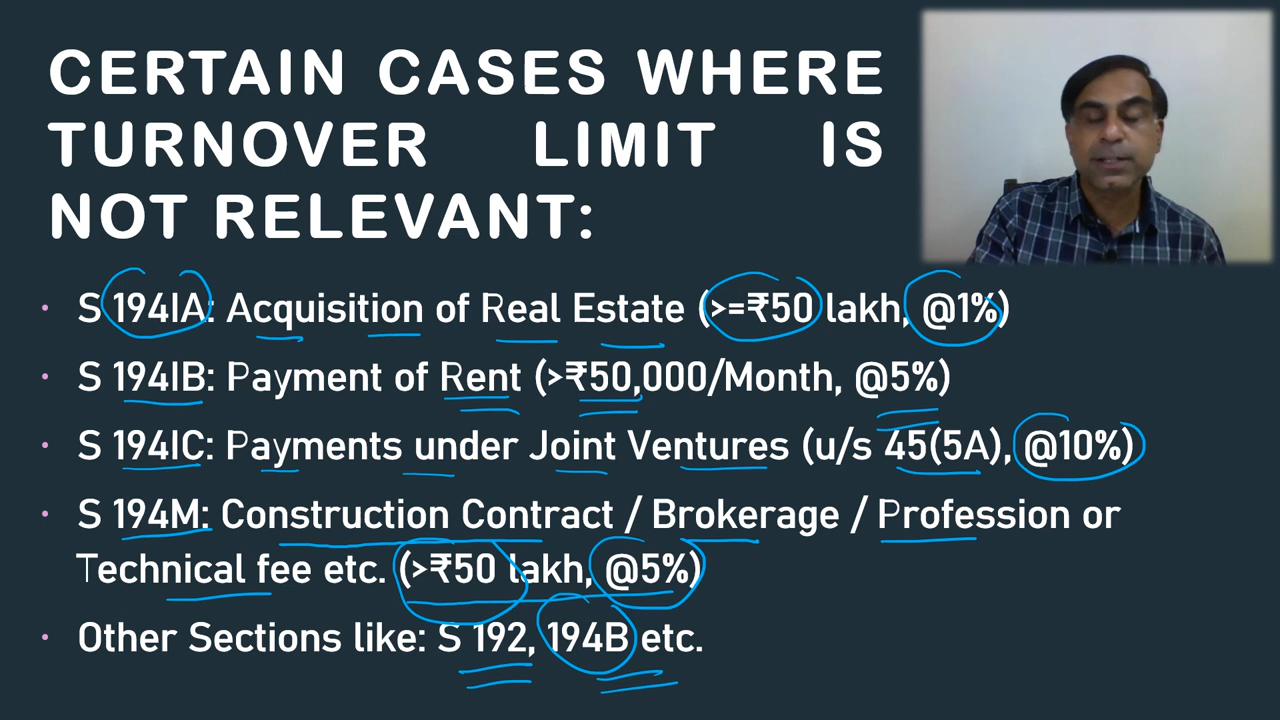 CERTAIN CASES WHERE
TURNOVER LIMIT IS
NOT RELEVANT:
• S 194IA: Acquisition of Real Estate (>=₹50 lakh, @1%)
• S 194IB: Payment of Rent (>₹50,000/Month, @5%)
• S 194IC: Payments under Joint Ventures (u/s 45(5A), @10%)
• S 194M: Construction Contract / Brokerage / Profession or
Technical fee etc. (>₹50 lakh, @5%)
• Other Sections like: S 192, 194B etc.